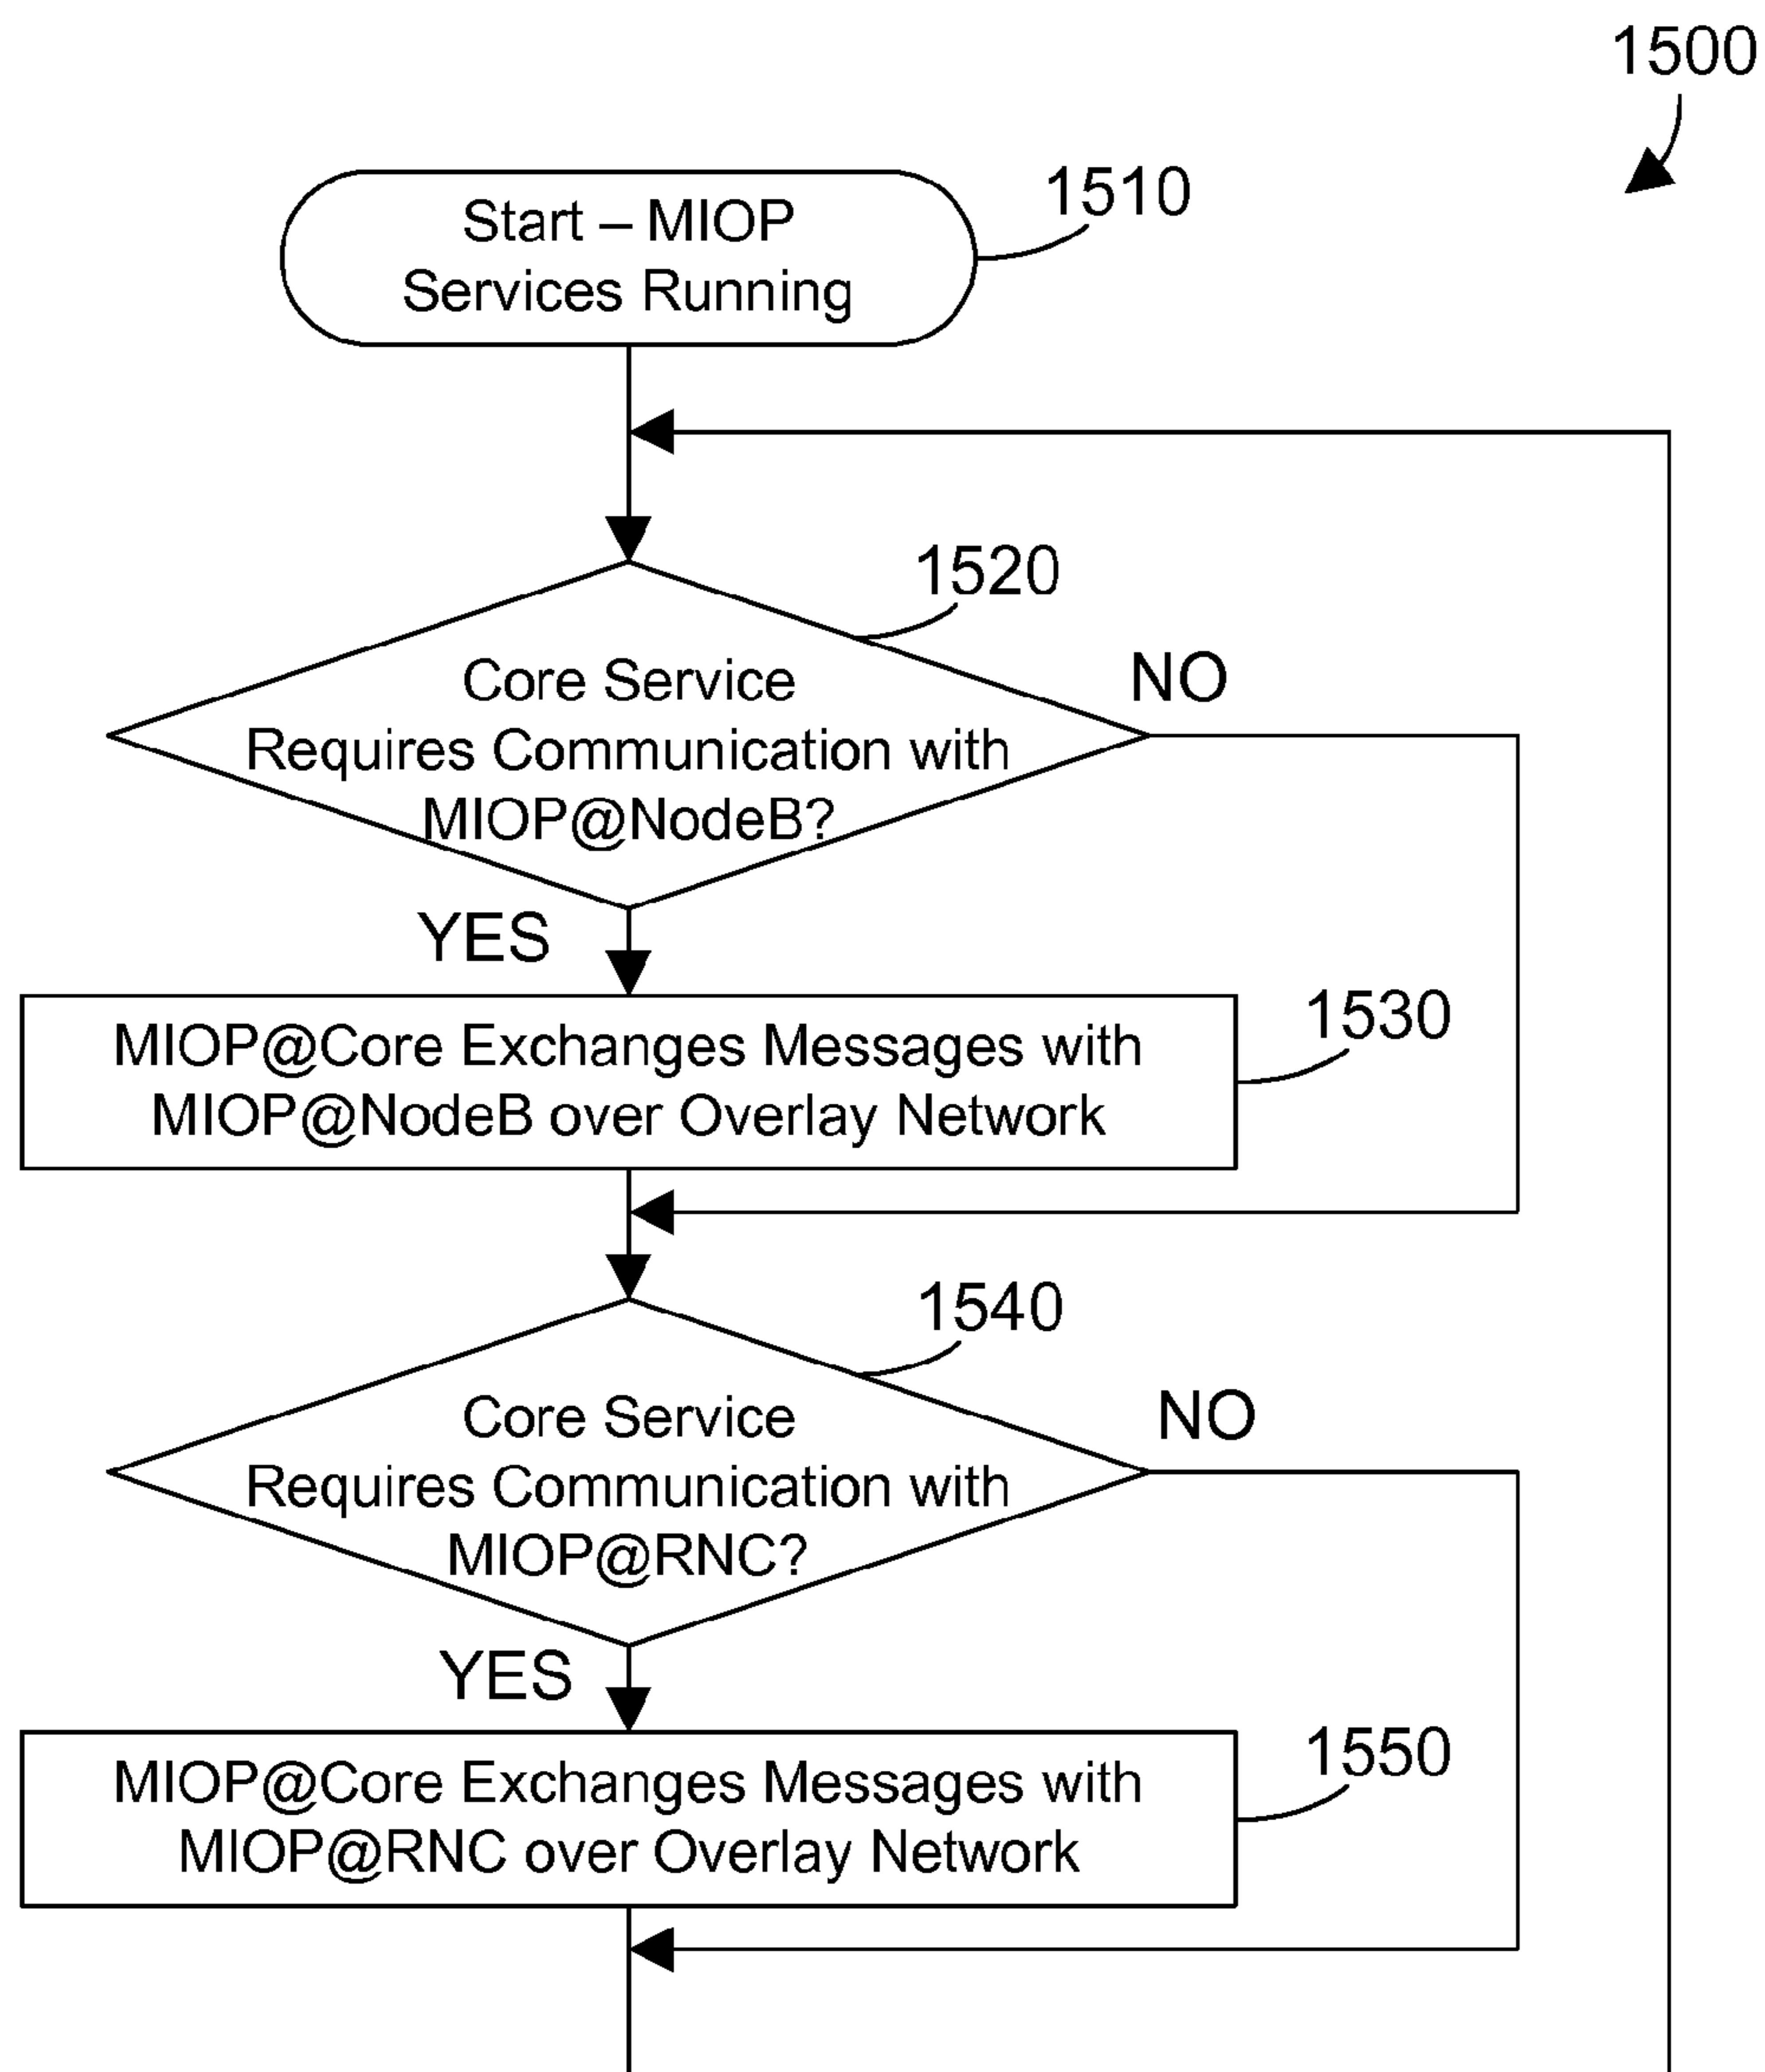 1500
1510
Start – MIOP
Services Running
1520
NO
Core Service
Requires Communication with
MIOP@NodeB?
YES
1530
MIOP@Core Exchanges Messages with
MIOP@NodeB over Overlay Network
1540
NO
Core Service
Requires Communication with
MIOP@RNC?
YES
1550
MIOP@Core Exchanges Messages with
MIOP@RNC over Overlay Network